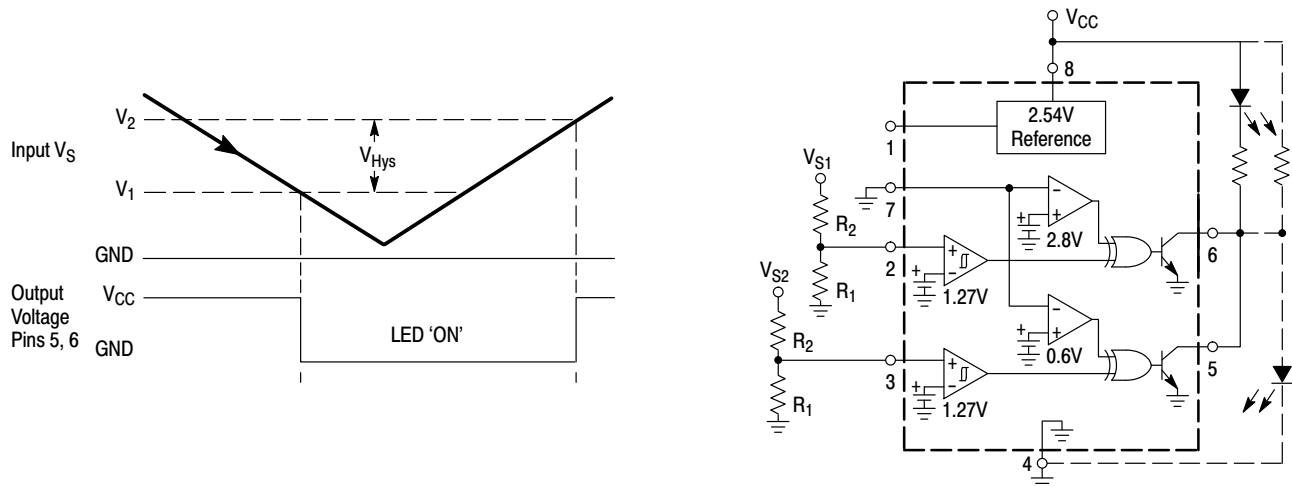 V2
Input VS
VHys
V1
GND
Output
Voltage
Pins 5, 6
VCC
GND
LED ‘ON’
VCC
8
2.54V
Reference
1
VS1
7
R2
2.8V
6
2
VS2
1.27V
R1
R2
0.6V
3
5
R1
1.27V
4